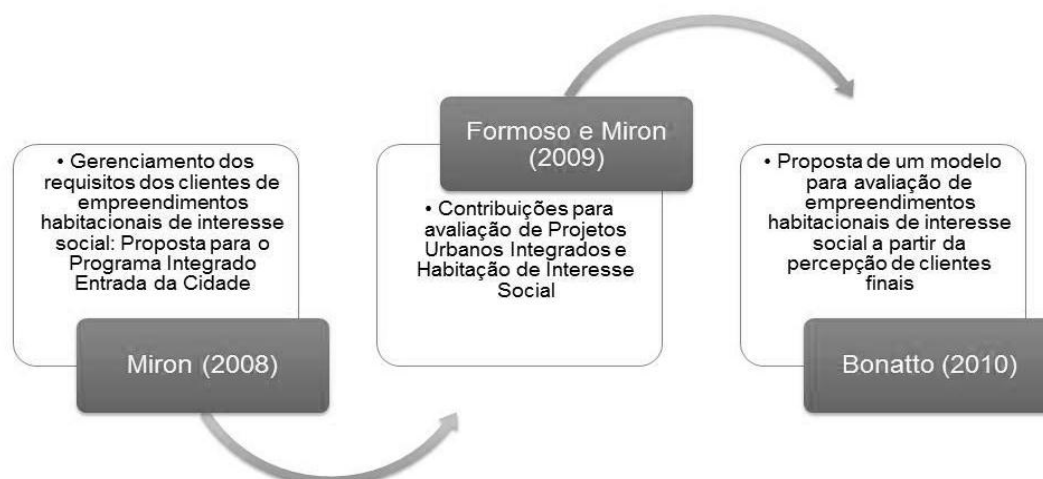 • Gerenciamento dos
requisitos dos clientes de
empreendimentos
habitacionais de interesse
social: Proposta para o
Programa Integrado
Entrada da Cidade
Miron (2008)
Formoso e Miron
(2009)
• Contribuições para
avaliação de Projetos
Urbanos Integrados e
Habitação de Interesse
Social
• Proposta de um modelo
para avaliação de
empreendimentos
habitacionais de interesse
social a partir da
percepção de clientes
finais
Bonatto (2010)